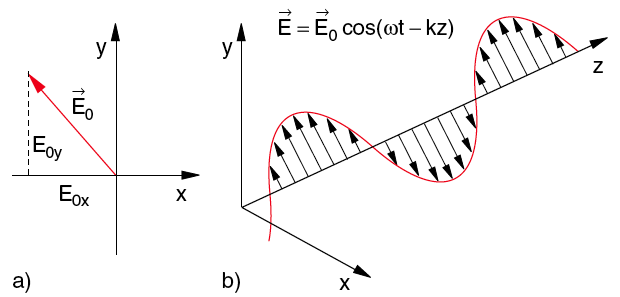 y
E⃗₀
E₀y
E₀x
x
a)
E⃗ = E⃗₀ cos(ωt – kz)
y
z
x
b)